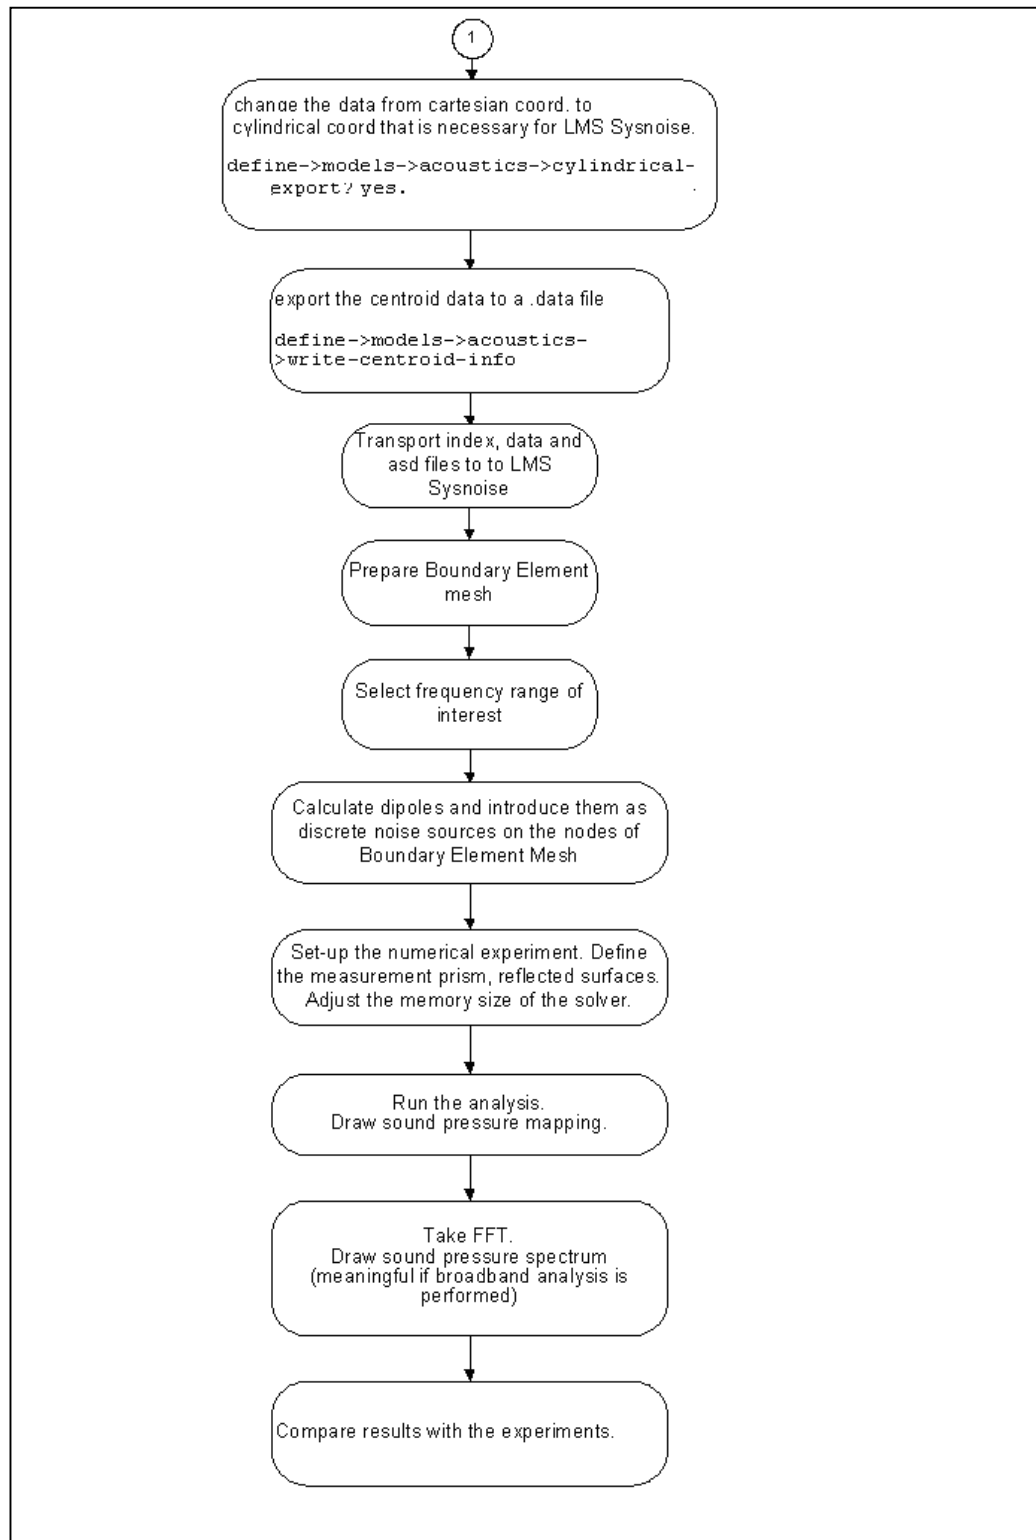 1
change the data from cartesian coord. to
cylindrical coord that is necessary for LMS Sysnoise.
define->models->acoustics->cylindrical-
export? yes.
export the centroid data to a .data file
define->models->acoustics-
>write-centroid-info
Transport index, data and
asd files to to LMS
Sysnoise
Prepare Boundary Element
mesh
Select frequency range of
interest
Calculate dipoles and introduce them as
discrete noise sources on the nodes of
Boundary Element Mesh
Set-up the numerical experiment. Define
the measurement prism, reflected surfaces.
Adjust the memory size of the solver.
Run the analysis.
Draw sound pressure mapping.
Take FFT.
Draw sound pressure spectrum
(meaningful if broadband analysis is
performed)
Compare results with the experiments.